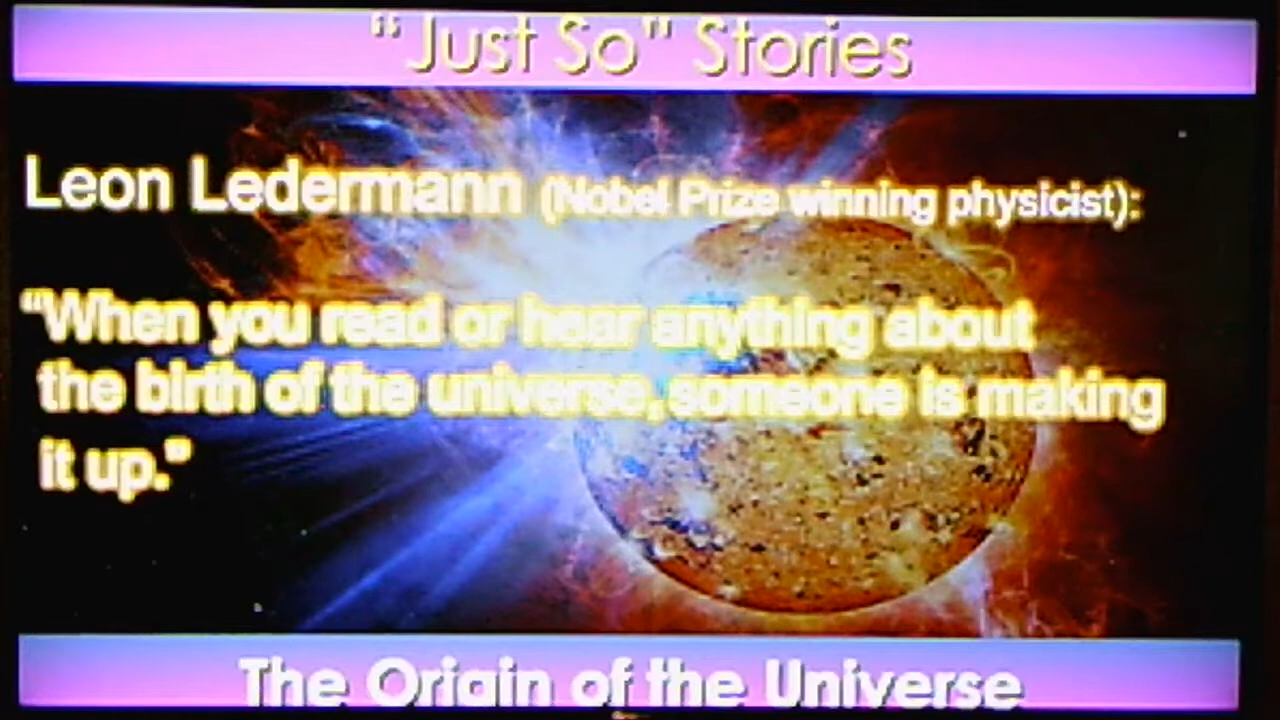 “Just So” Stories
Leon Ledermann (Nobel Prize winning physicist):
“When you read or hear anything about
the birth of the universe, someone is making
it up.”
The Origin of the Universe